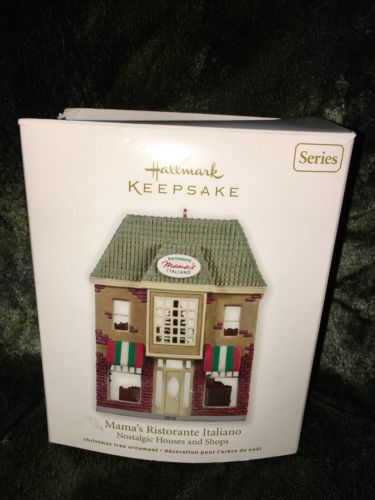 Series
Hallmark
KEEPSAKE
RISTORANTE
Mama's
ITALIANO
2012
Mama's Ristorante Italiano
Nostalgic Houses and Shops
christmas tree ornament • décoration pour l'arbre de noël